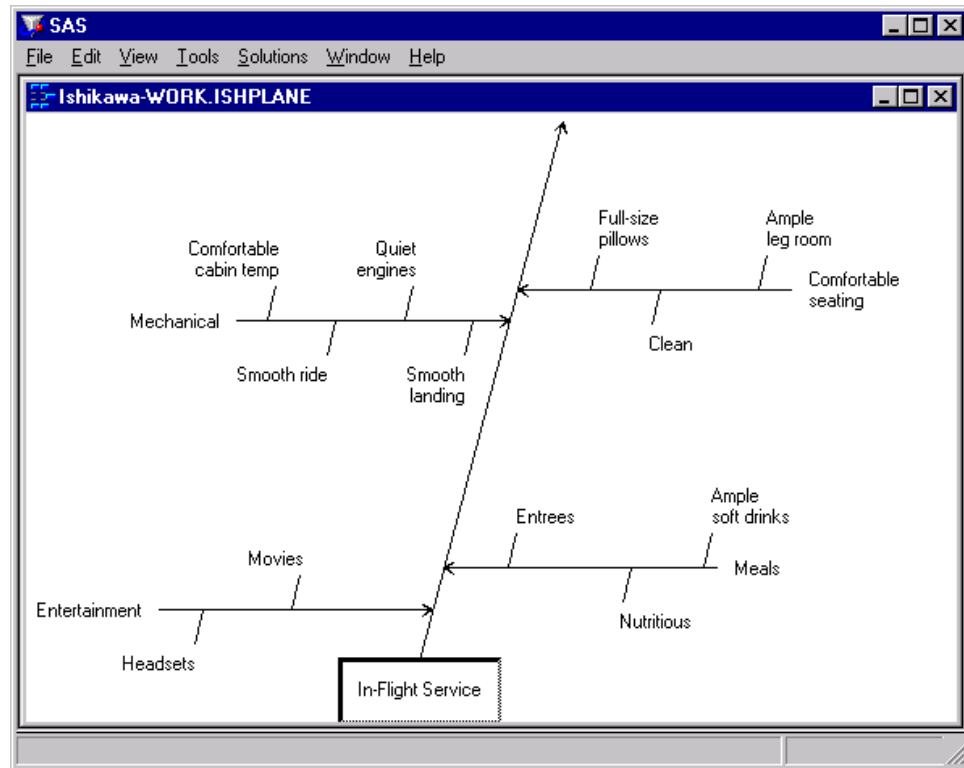 SAS
File Edit View Tools Solutions Window Help
Ishikawa-WORK.ISHPLANE
Full-size
pillows
Ample
leg room
Comfortable
cabin temp
Quiet
engines
Comfortable
seating
Mechanical
Clean
Smooth ride
Smooth
landing
Ample
soft drinks
Entrees
Movies
Meals
Entertainment
Nutritious
Headsets
In-Flight Service